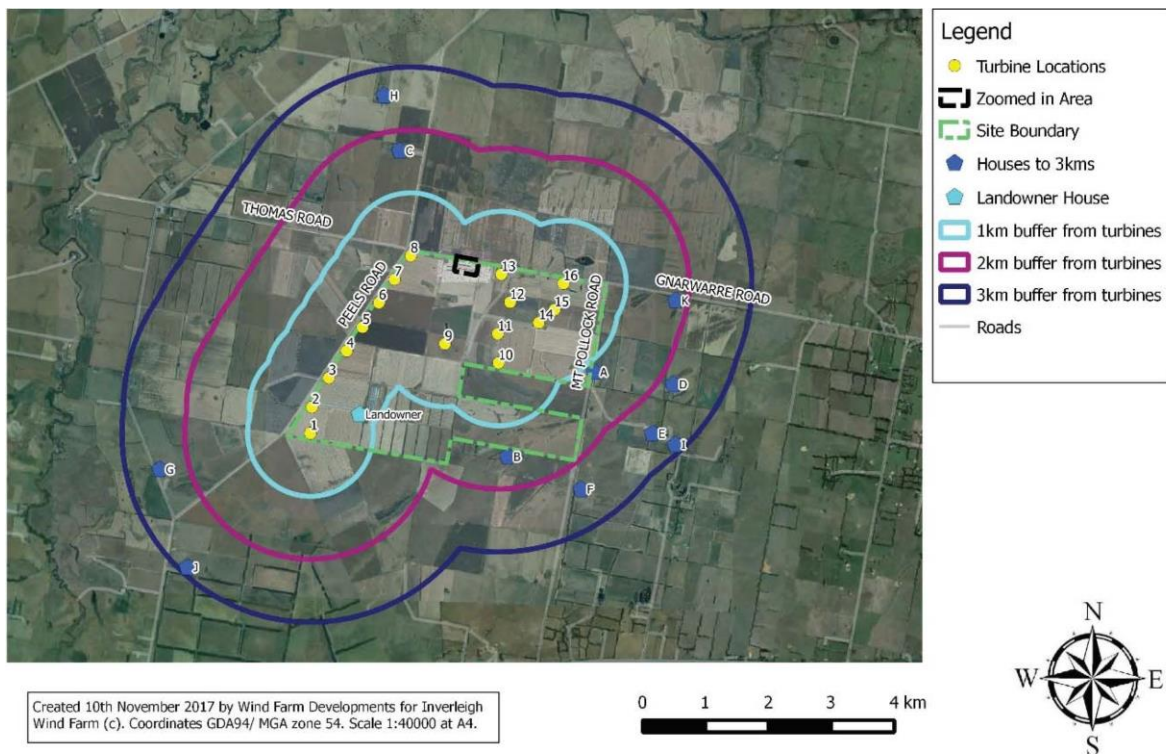 H
C
THOMAS ROAD
8
13
7
16
GNARWARRE ROAD
6
12
15
K
PEELS ROAD
5
14
MT POLLOCK ROAD
11
9
4
10
3
A
D
2
Landowner
1
E
I
B
G
F
J
Legend
Turbine Locations
Zoomed in Area
Site Boundary
Houses to 3kms
Landowner House
1km buffer from turbines
2km buffer from turbines
3km buffer from turbines
Roads
Created 10th November 2017 by Wind Farm Developments for Inverleigh
Wind Farm (c). Coordinates GDA94/ MGA zone 54. Scale 1:40000 at A4.
0 1 2 3 4 km
N
W E
S